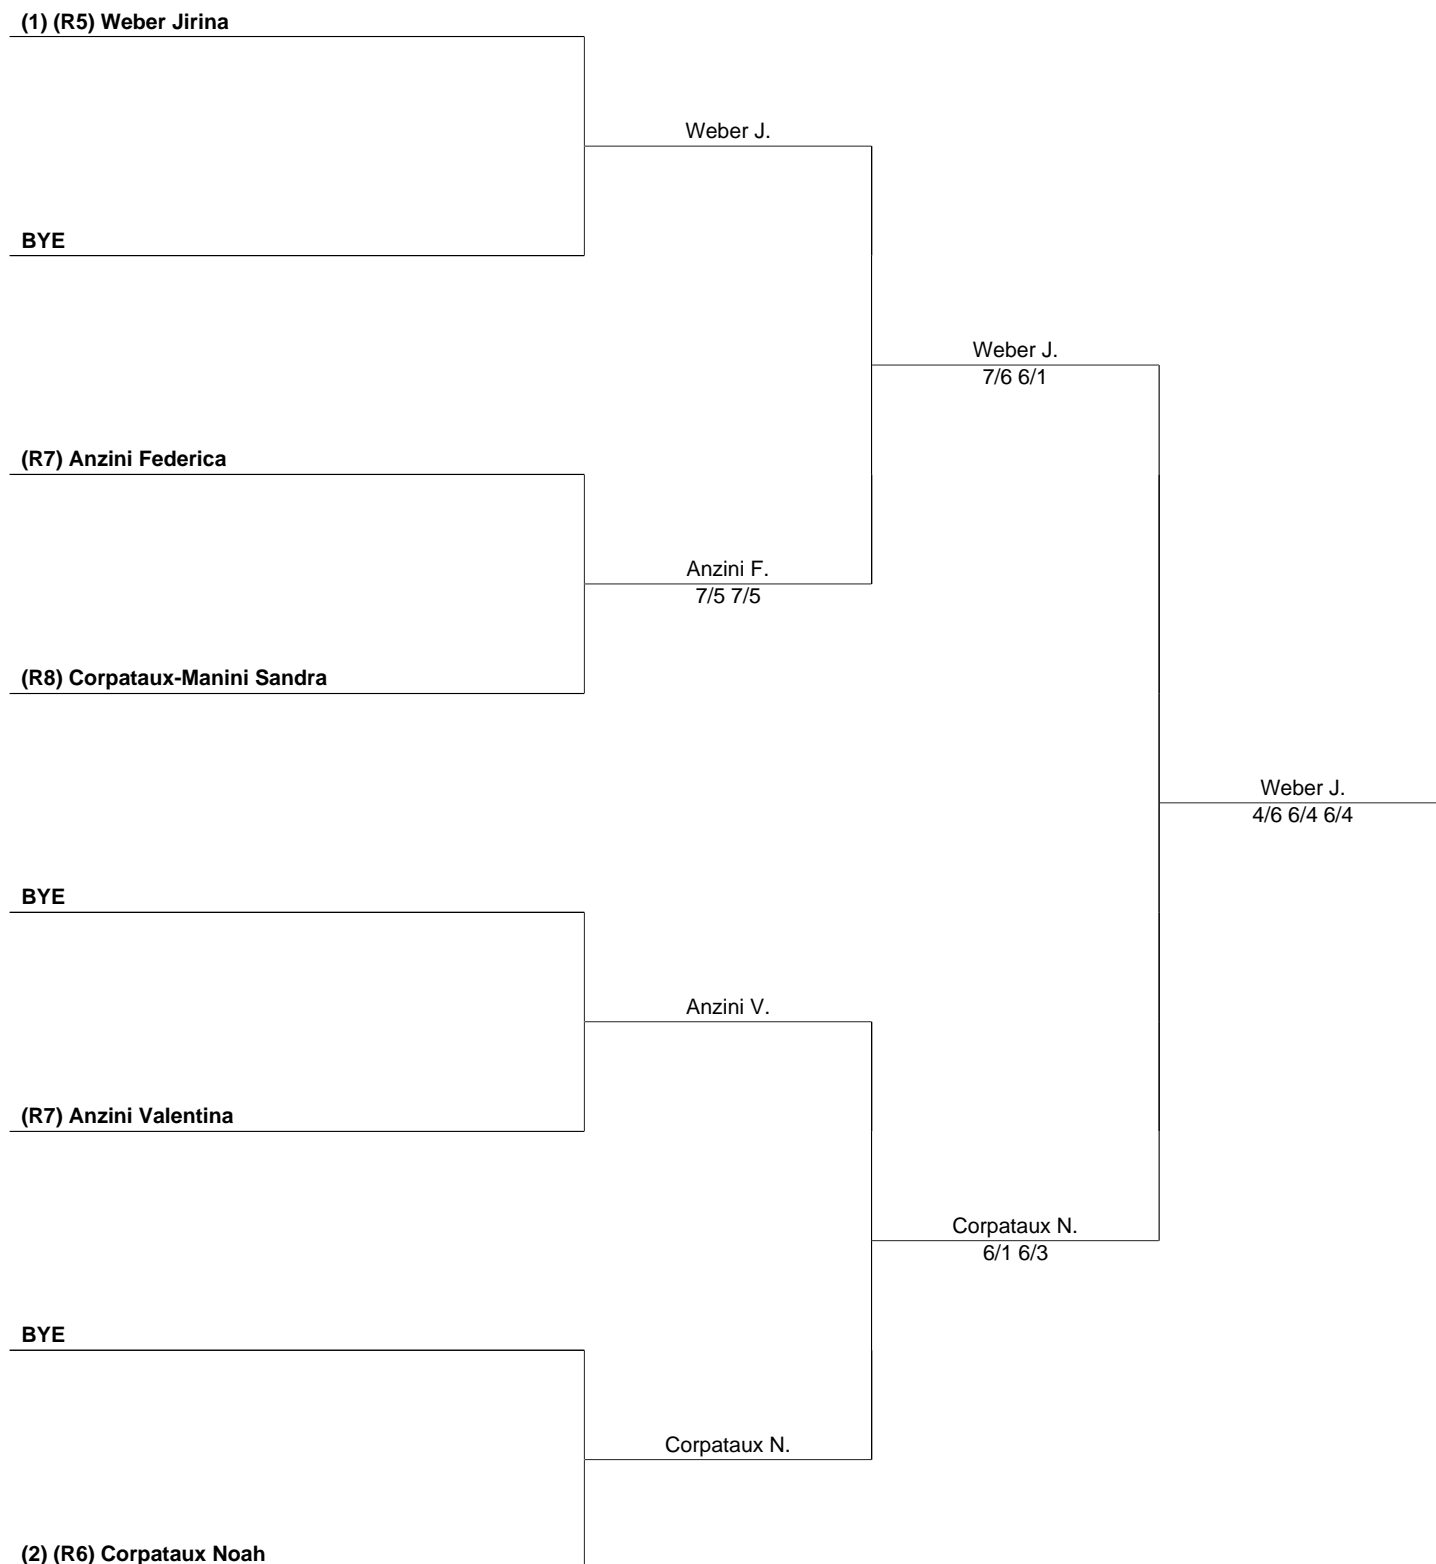 (1) (R5) Weber Jirina
Weber J.
BYE
Weber J.
7/6 6/1
(R7) Anzini Federica
Anzini F.
7/5 7/5
(R8) Corpataux-Manini Sandra
Weber J.
4/6 6/4 6/4
BYE
Anzini V.
(R7) Anzini Valentina
Corpataux N.
6/1 6/3
BYE
Corpataux N.
(2) (R6) Corpataux Noah